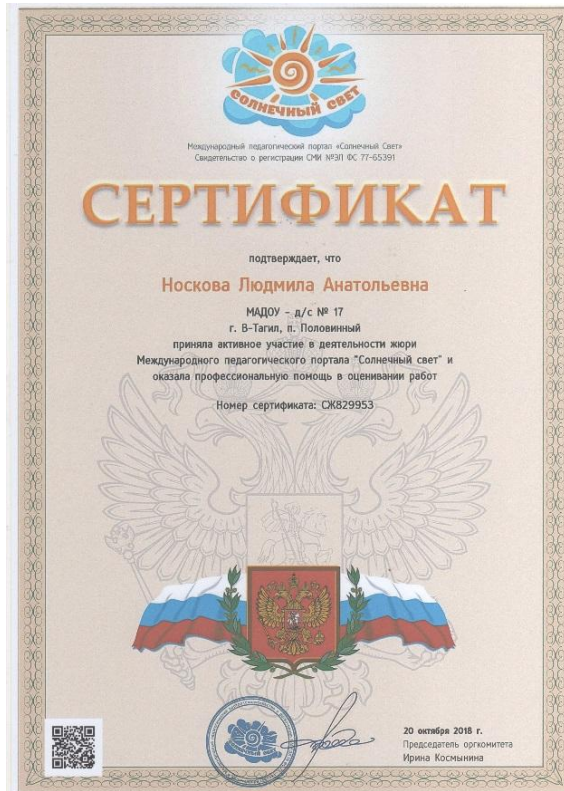 СОЛНЕЧНЫЙ СВЕТ
Международный педагогический портал «Солнечный Свет»
Свидетельство о регистрации СМИ №ЭЛ ФС 77-65391
СЕРТИФИКАТ
подтверждает, что
Носкова Людмила Анатольевна
МАДОУ - д/с № 17
г. В-Тагил, п. Половинный
приняла активное участие в деятельности жюри
Международного педагогического портала "Солнечный свет" и
оказала профессиональную помощь в оценивании работ
Номер сертификата: СЖ829953
20 октября 2018 г.
Председатель оргкомитета
Ирина Космынина
СОЛНЕЧНЫЙ СВЕТ